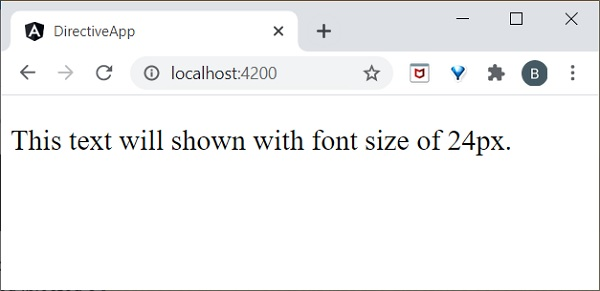 DirectiveApp
localhost:4200
B
This text will shown with font size of 24px.